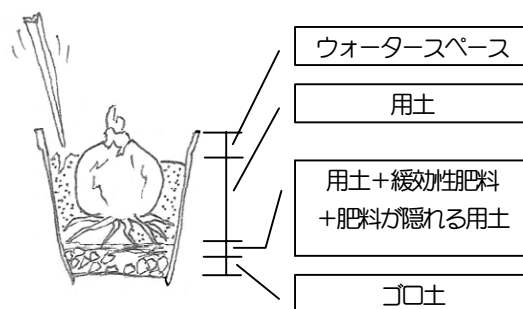 ウォータースペース
用土
用土＋緩効性肥料
＋肥料が隠れる用土
ゴロ土